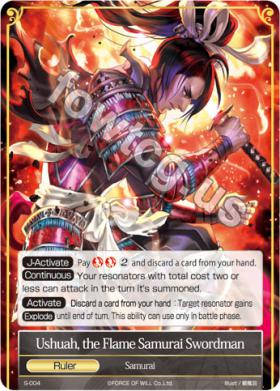 fowtcg.us
Ushuah, the Flame Samurai Swordman
J-Activate Pay 2 and discard a card from your hand.
Continuous Your resonators with total cost two or
less can attack in the turn it's summoned.
Activate Discard a card from your hand : Target resonator gains
Explode until end of turn. This ability can use only in battle phase.
Ruler
Samurai
S-004
©FORCE OF WILL Co.,Ltd.
Illust /